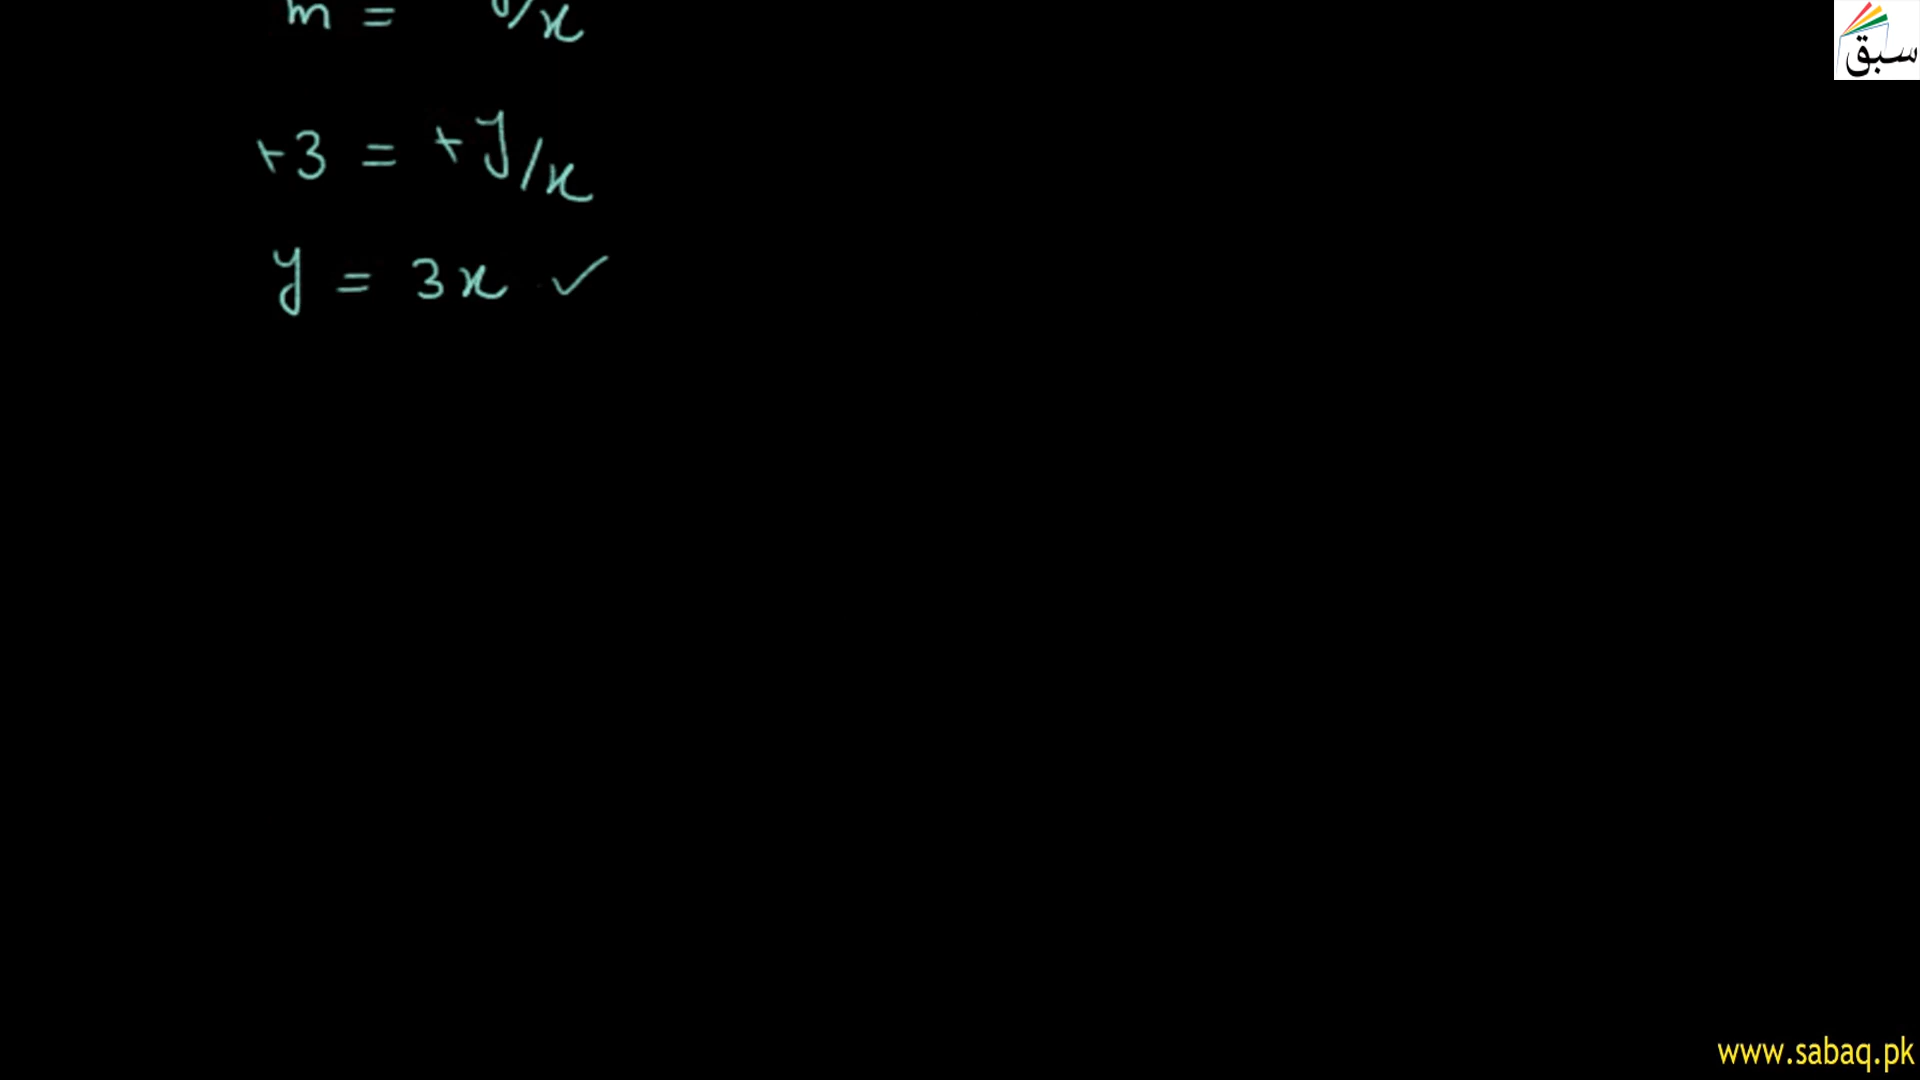 m = y/x
سبق
+3 = +y/x
y = 3x ✓
www.sabaq.pk